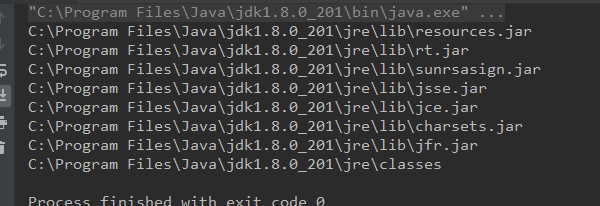 "C:\Program Files\Java\jdk1.8.0_201\bin\java.exe" ...
C:\Program Files\Java\jdk1.8.0_201\jre\lib\resources.jar
C:\Program Files\Java\jdk1.8.0_201\jre\lib\rt.jar
C:\Program Files\Java\jdk1.8.0_201\jre\lib\sunrsasign.jar
C:\Program Files\Java\jdk1.8.0_201\jre\lib\jsse.jar
C:\Program Files\Java\jdk1.8.0_201\jre\lib\jce.jar
C:\Program Files\Java\jdk1.8.0_201\jre\lib\charsets.jar
C:\Program Files\Java\jdk1.8.0_201\jre\lib\jfr.jar
C:\Program Files\Java\jdk1.8.0_201\jre\classes
Process finished with exit code 0